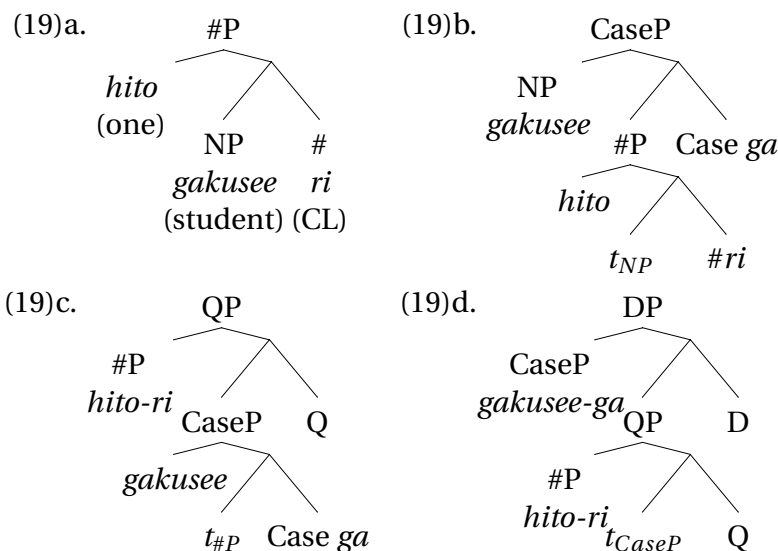 (19)a. #P
hito
(one)
NP #
gakusee ri
(student) (CL)
(19)b. CaseP
NP
gakusee
#P Case ga
hito
t_NP #ri
(19)c. QP
#P
hito-ri
CaseP Q
gakusee
t_#P Case ga
(19)d. DP
CaseP
gakusee-ga
QP D
#P
hito-ri
t_CaseP Q